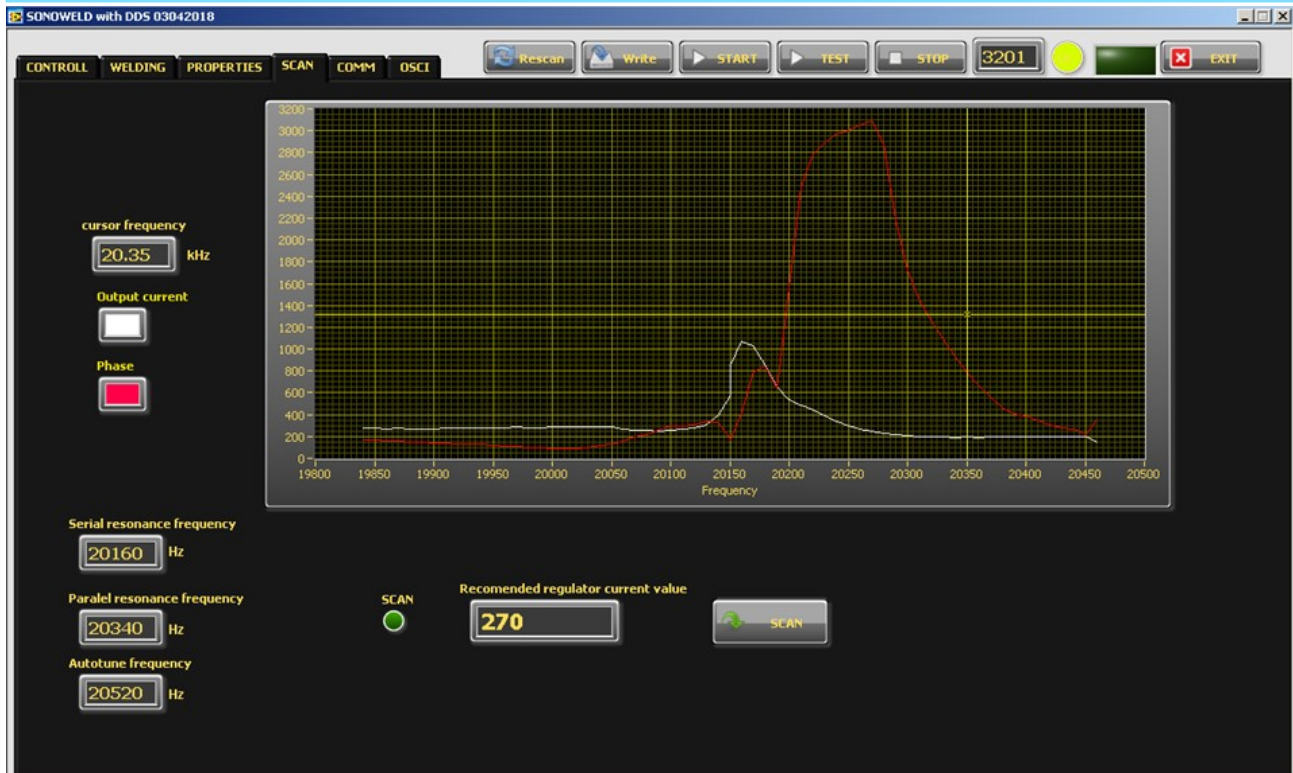 SONOWELD with DDS 03042018
CONTROLL WELDING PROPERTIES SCAN COMM OSCI
Rescan Write START TEST STOP 3201 EXIT
3200
3000
2800
2600
2400
2200
2000
1800
1600
1400
1200
1000
800
600
400
200
0
19800 19850 19900 19950 20000 20050 20100 20150 20200 20250 20300 20350 20400 20450 20500
Frequency
cursor frequency
20.35 kHz
Output current
Phase
Serial resonance frequency
20160 Hz
Paralel resonance frequency
20340 Hz
Autotune frequency
20520 Hz
SCAN
Recomended regulator current value
270
SCAN